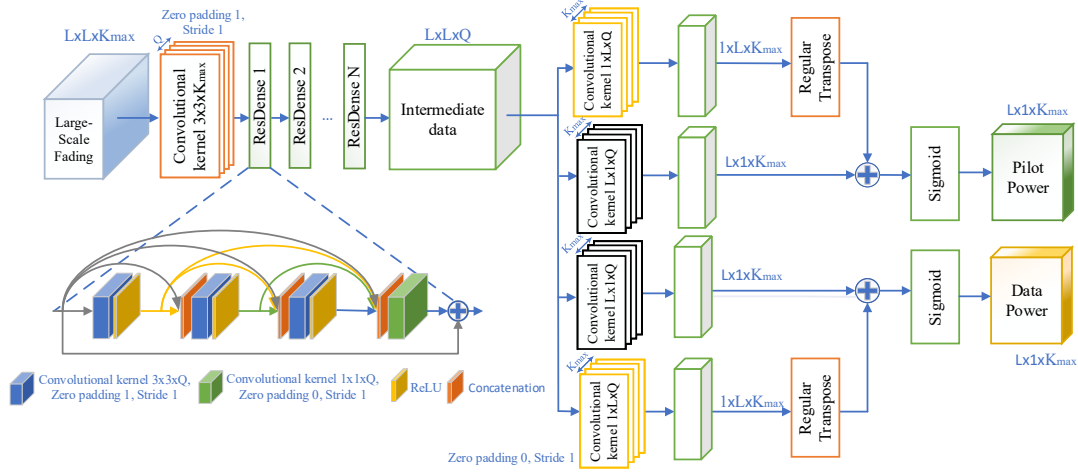 LxLxKmax
Large-
Scale
Fading
Zero padding 1,
Stride 1
Q
Convolutional
kernel 3x3xKmax
ResDense 1
ResDense 2
...
ResDense N
LxLxQ
Intermediate
data
Kmax
Convolutional
kernel 1xLxQ
1xLxKmax
Regular
Transpose
Kmax
Convolutional
kernel Lx1xQ
Lx1xKmax
Sigmoid
Lx1xKmax
Pilot
Power
Kmax
Convolutional
kernel Lx1xQ
Lx1xKmax
Sigmoid
Data
Power
Lx1xKmax
Kmax
Convolutional
kernel 1xLxQ
1xLxKmax
Regular
Transpose
Zero padding 0, Stride 1
Convolutional kernel 3x3xQ,
Zero padding 1, Stride 1
Convolutional kernel 1x1xQ,
Zero padding 0, Stride 1
ReLU
Concatenation